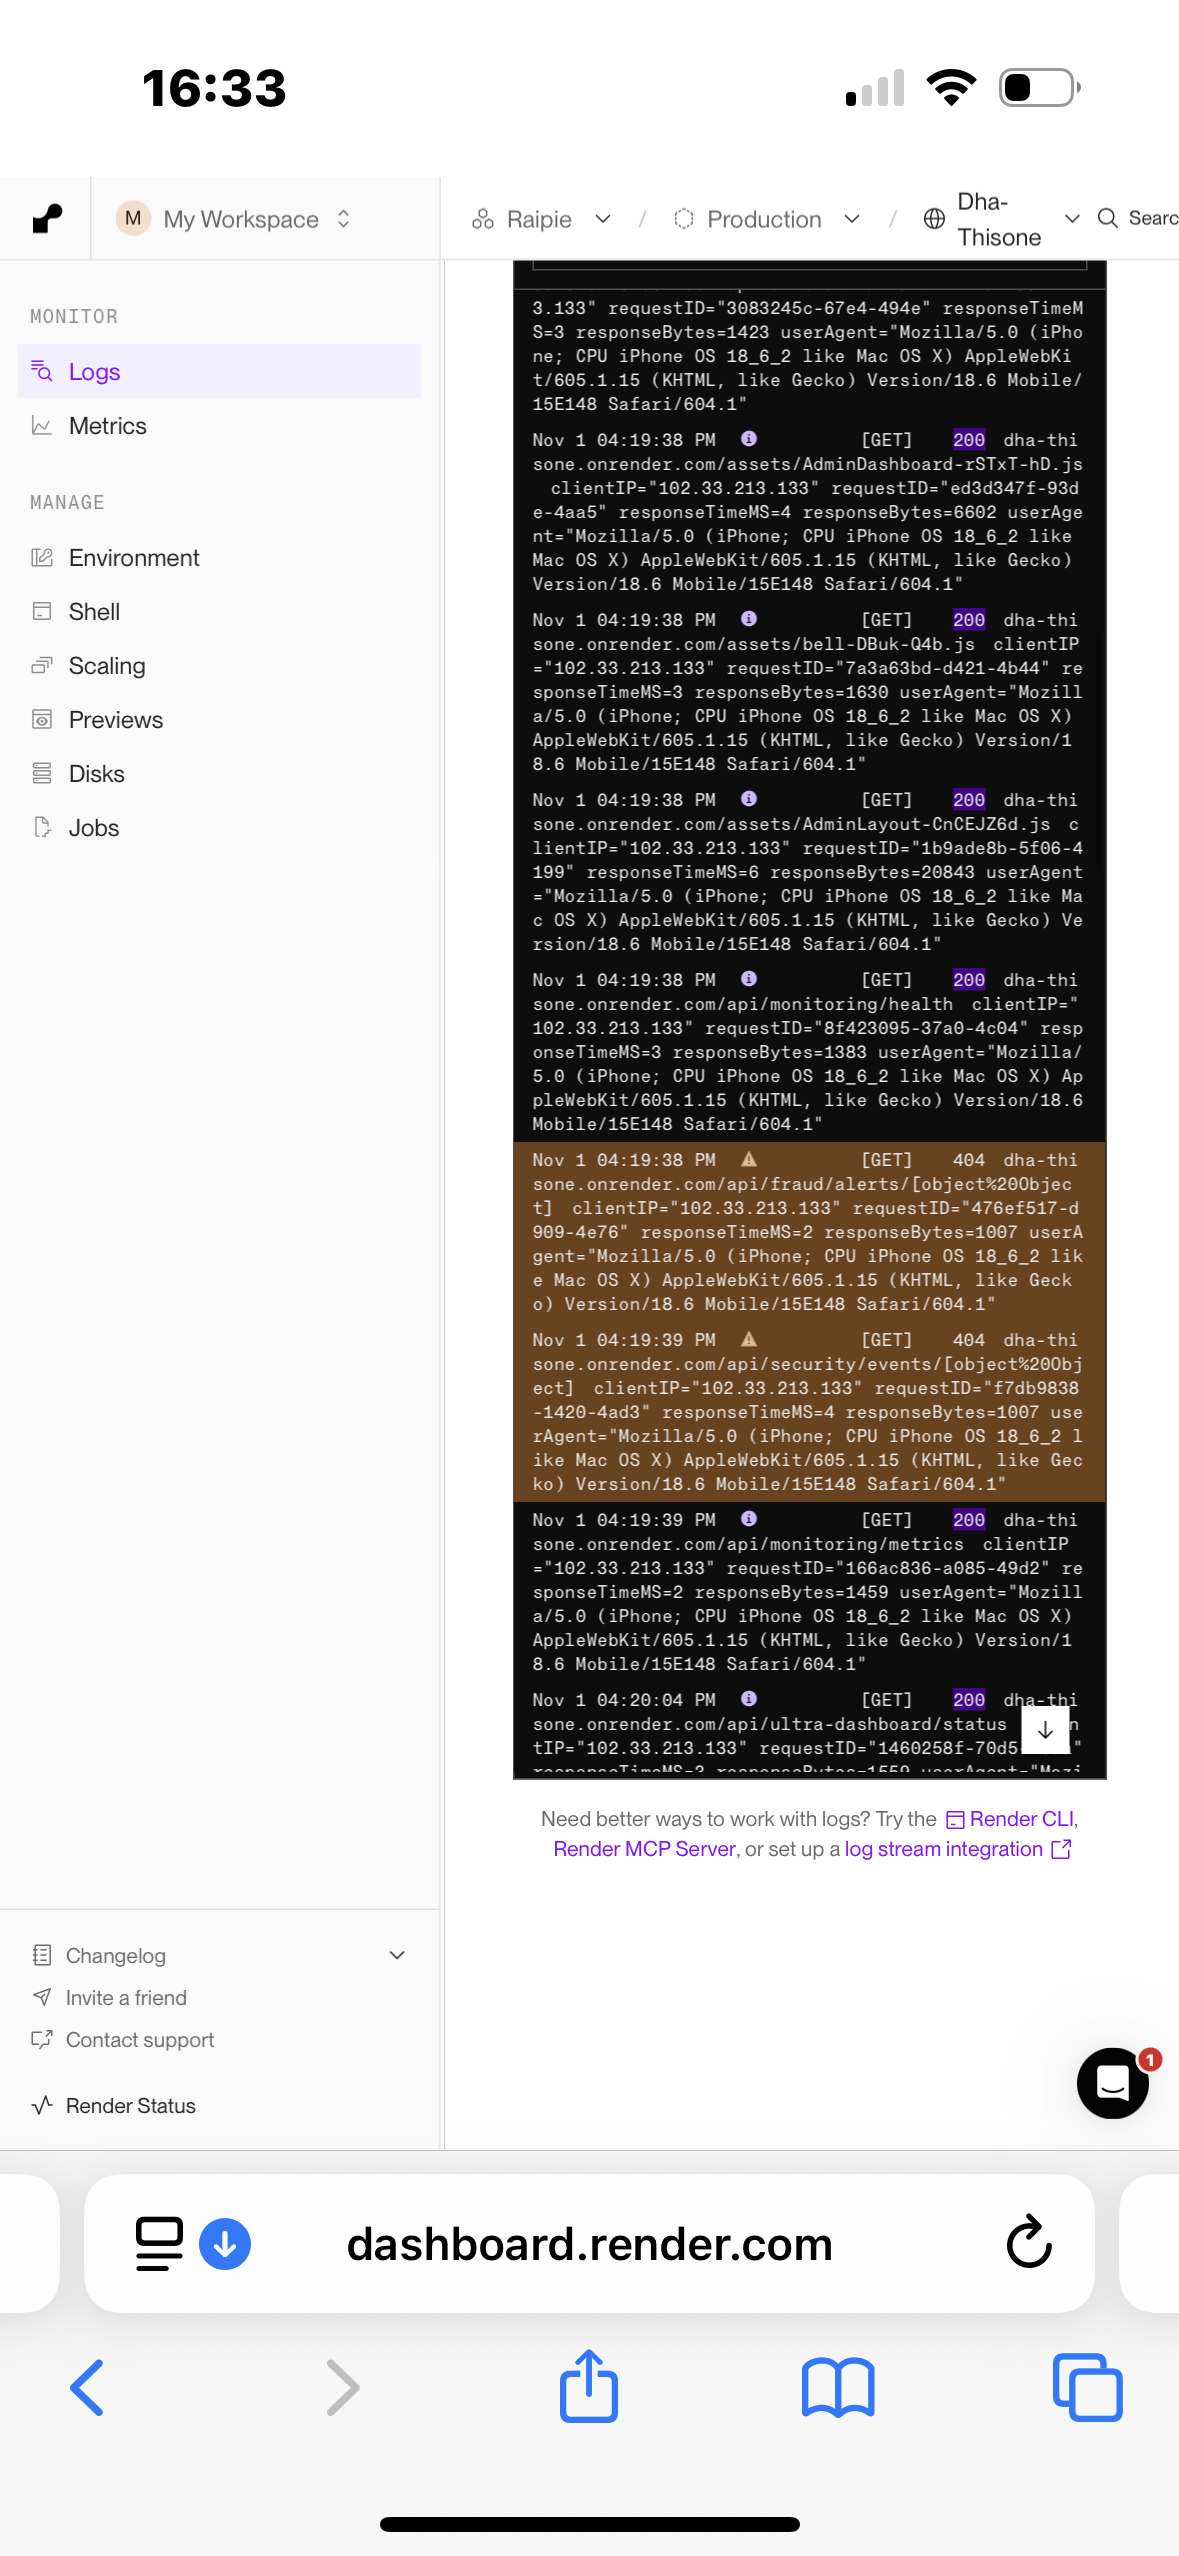 16:33
M My Workspace
Raipie / Production / Dha-Thisone
Searc
MONITOR
Logs
Metrics
MANAGE
Environment
Shell
Scaling
Previews
Disks
Jobs
3.133" requestID="3083245c-67e4-494e" responseTimeM
S=3 responseBytes=1423 userAgent="Mozilla/5.0 (iPho
ne; CPU iPhone OS 18_6_2 like Mac OS X) AppleWebKi
t/605.1.15 (KHTML, like Gecko) Version/18.6 Mobile/
15E148 Safari/604.1"
Nov 1 04:19:38 PM [GET] 200 dha-thi
sone.onrender.com/assets/AdminDashboard-rSTxT-hD.js
clientIP="102.33.213.133" requestID="ed3d347f-93d
e-4aa5" responseTimeMS=4 responseBytes=6602 userAge
nt="Mozilla/5.0 (iPhone; CPU iPhone OS 18_6_2 like
Mac OS X) AppleWebKit/605.1.15 (KHTML, like Gecko)
Version/18.6 Mobile/15E148 Safari/604.1"
Nov 1 04:19:38 PM [GET] 200 dha-thi
sone.onrender.com/assets/bell-DBuk-Q4b.js clientIP
="102.33.213.133" requestID="7a3a63bd-d421-4b44" re
sponseTimeMS=3 responseBytes=1630 userAgent="Mozill
a/5.0 (iPhone; CPU iPhone OS 18_6_2 like Mac OS X)
AppleWebKit/605.1.15 (KHTML, like Gecko) Version/1
8.6 Mobile/15E148 Safari/604.1"
Nov 1 04:19:38 PM [GET] 200 dha-thi
sone.onrender.com/assets/AdminLayout-CnCEJZ6d.js c
lientIP="102.33.213.133" requestID="1b9ade8b-5f06-4
199" responseTimeMS=6 responseBytes=20843 userAgent
="Mozilla/5.0 (iPhone; CPU iPhone OS 18_6_2 like Ma
c OS X) AppleWebKit/605.1.15 (KHTML, like Gecko) Ve
rsion/18.6 Mobile/15E148 Safari/604.1"
Nov 1 04:19:38 PM [GET] 200 dha-thi
sone.onrender.com/api/monitoring/health clientIP="
102.33.213.133" requestID="8f423095-37a0-4c04" resp
onseTimeMS=3 responseBytes=1383 userAgent="Mozilla/
5.0 (iPhone; CPU iPhone OS 18_6_2 like Mac OS X) Ap
pleWebKit/605.1.15 (KHTML, like Gecko) Version/18.6
Mobile/15E148 Safari/604.1"
Nov 1 04:19:38 PM [GET] 404 dha-thi
sone.onrender.com/api/fraud/alerts/[object%20Objec
t] clientIP="102.33.213.133" requestID="476ef517-d
909-4e76" responseTimeMS=2 responseBytes=1007 userA
gent="Mozilla/5.0 (iPhone; CPU iPhone OS 18_6_2 lik
e Mac OS X) AppleWebKit/605.1.15 (KHTML, like Geck
o) Version/18.6 Mobile/15E148 Safari/604.1"
Nov 1 04:19:39 PM [GET] 404 dha-thi
sone.onrender.com/api/security/events/[object%20Obj
ect] clientIP="102.33.213.133" requestID="f7db9838
-1420-4ad3" responseTimeMS=4 responseBytes=1007 use
rAgent="Mozilla/5.0 (iPhone; CPU iPhone OS 18_6_2 l
ike Mac OS X) AppleWebKit/605.1.15 (KHTML, like Gec
ko) Version/18.6 Mobile/15E148 Safari/604.1"
Nov 1 04:19:39 PM [GET] 200 dha-thi
sone.onrender.com/api/monitoring/metrics clientIP
="102.33.213.133" requestID="166ac836-a085-49d2" re
sponseTimeMS=2 responseBytes=1459 userAgent="Mozill
a/5.0 (iPhone; CPU iPhone OS 18_6_2 like Mac OS X)
AppleWebKit/605.1.15 (KHTML, like Gecko) Version/1
8.6 Mobile/15E148 Safari/604.1"
Nov 1 04:20:04 PM [GET] 200 dha-thi
sone.onrender.com/api/ultra-dashboard/status
tIP="102.33.213.133" requestID="1460258f-70d5
responseTimeMS=3 responseBytes=1559 userAgent="Mozi
Need better ways to work with logs? Try the Render CLI,
Render MCP Server, or set up a log stream integration
Changelog
Invite a friend
Contact support
Render Status
1
dashboard.render.com